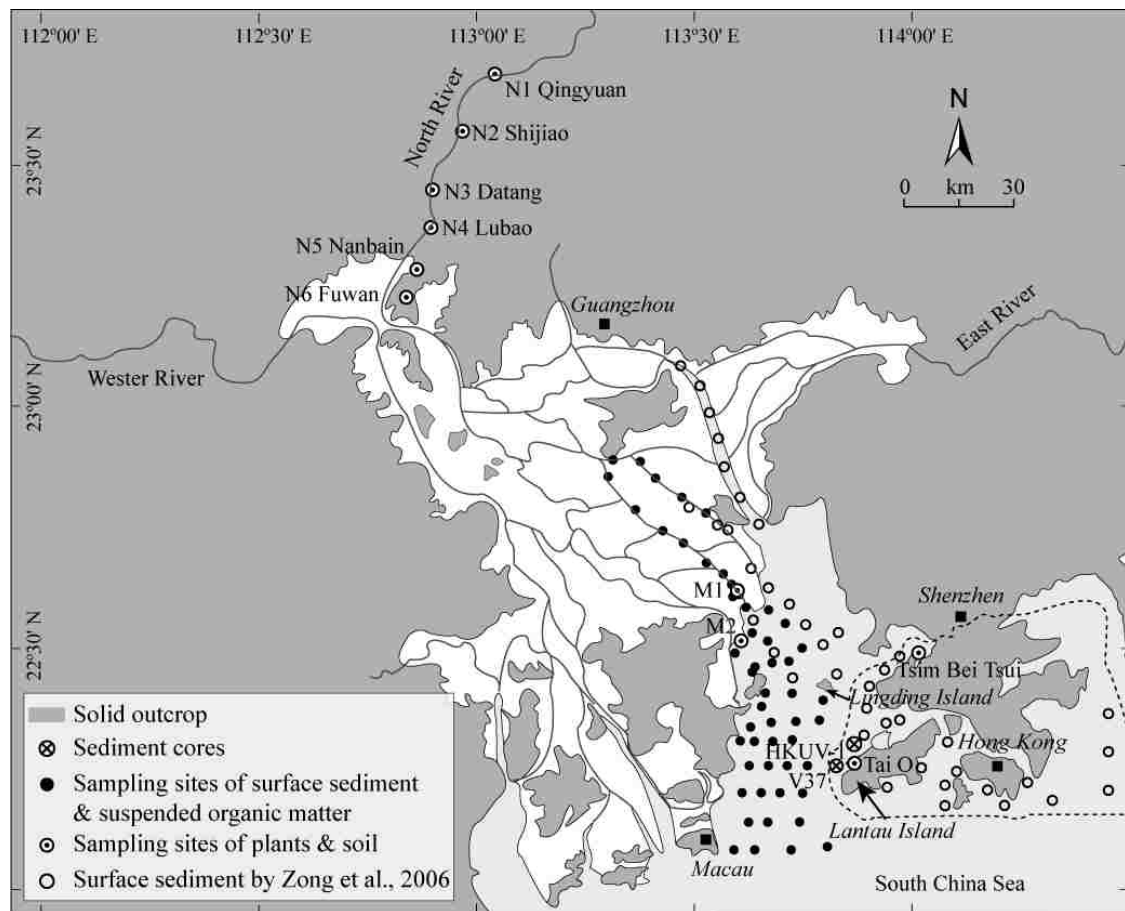 112°00' E
112°30' E
113°00' E
113°30' E
114°00' E
N1 Qingyuan
North River
N2 Shijiao
N
23°30' N
0 km 30
N3 Datang
N4 Lubao
N5 Nanbain
N6 Fuwan
Guangzhou
East River
Wester River
23°00' N
M1
Shenzhen
M2
22°30' N
Tsim Bei Tsui
Lingding Island
Solid outcrop
Sediment cores
HKUV-1
Hong Kong
Tai O
V37
Sampling sites of surface sediment
& suspended organic matter
Lantau Island
Sampling sites of plants & soil
Macau
Surface sediment by Zong et al., 2006
South China Sea